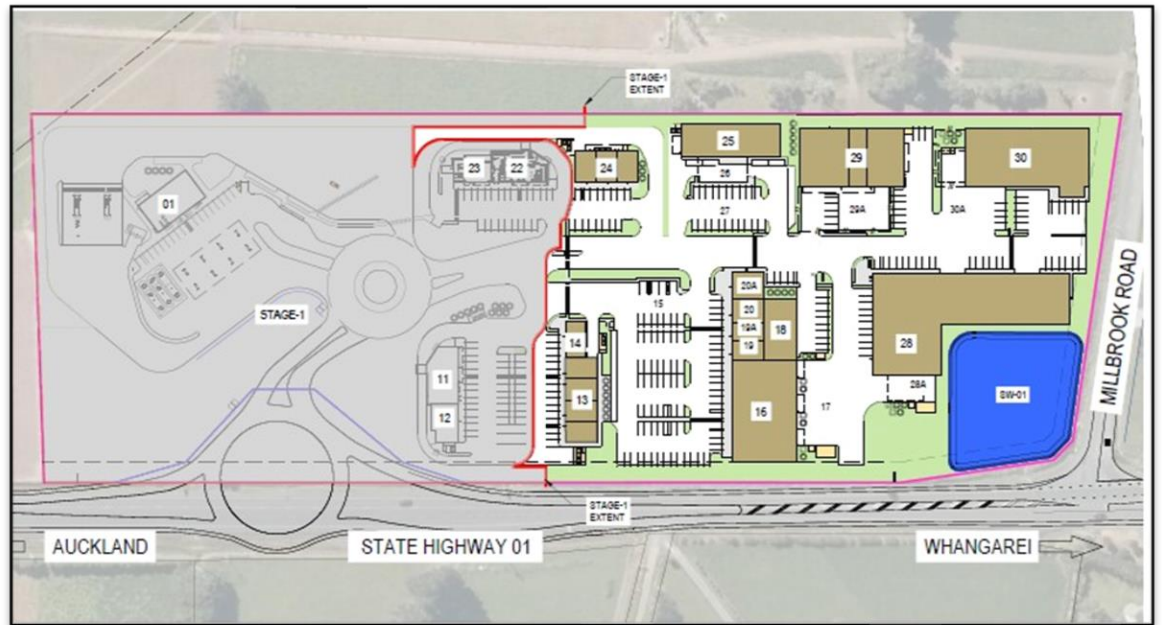 STAGE-1
EXTENT
25
23
22
24
29
30
01
26
27
29A
30A
STAGE-1
15
20A
20
19A
19
18
14
28
11
12
13
16
17
28A
SW-01
MILLBROOK ROAD
STAGE-1
EXTENT
AUCKLAND
STATE HIGHWAY 01
WHANGAREI